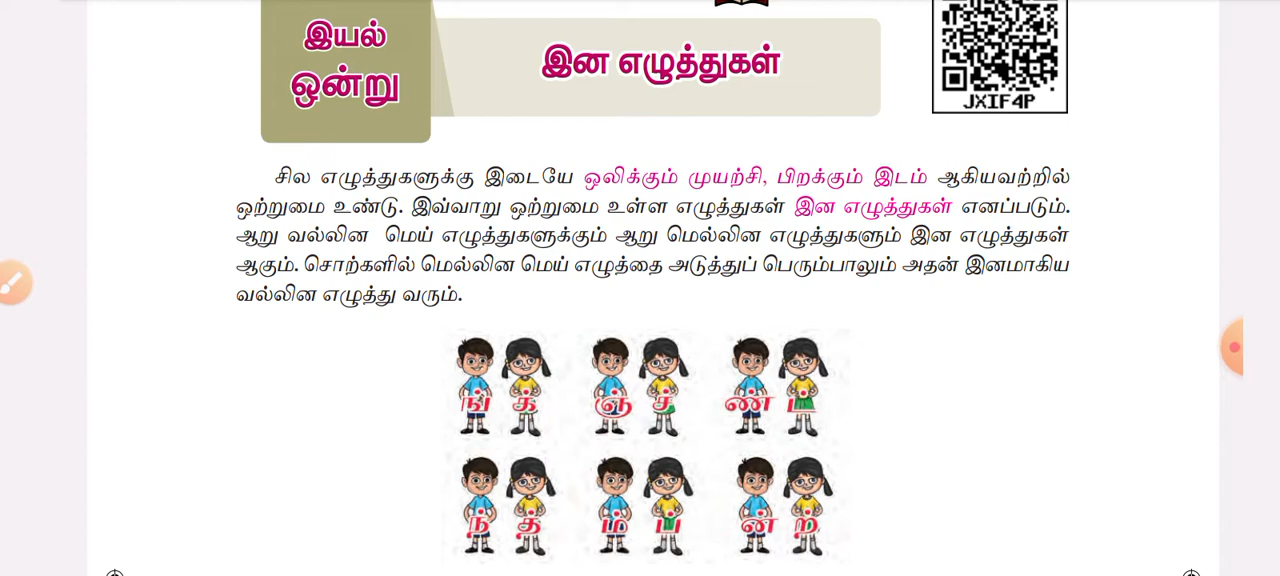 இயல்
ஒன்று
இன எழுத்துகள்
JXIF4P
சில எழுத்துகளுக்கு இடையே ஒலிக்கும் முயற்சி, பிறக்கும் இடம் ஆகியவற்றில்
ஒற்றுமை உண்டு. இவ்வாறு ஒற்றுமை உள்ள எழுத்துகள் இன எழுத்துகள் எனப்படும்.
ஆறு வல்லின மெய் எழுத்துகளுக்கும் ஆறு மெல்லின எழுத்துகளும் இன எழுத்துகள்
ஆகும். சொற்களில் மெல்லின மெய் எழுத்தை அடுத்துப் பெரும்பாலும் அதன் இனமாகிய
வல்லின எழுத்து வரும்.
ங் க் ஞ் ச் ண் ட்
ந் த் ம் ப் ன் ற்